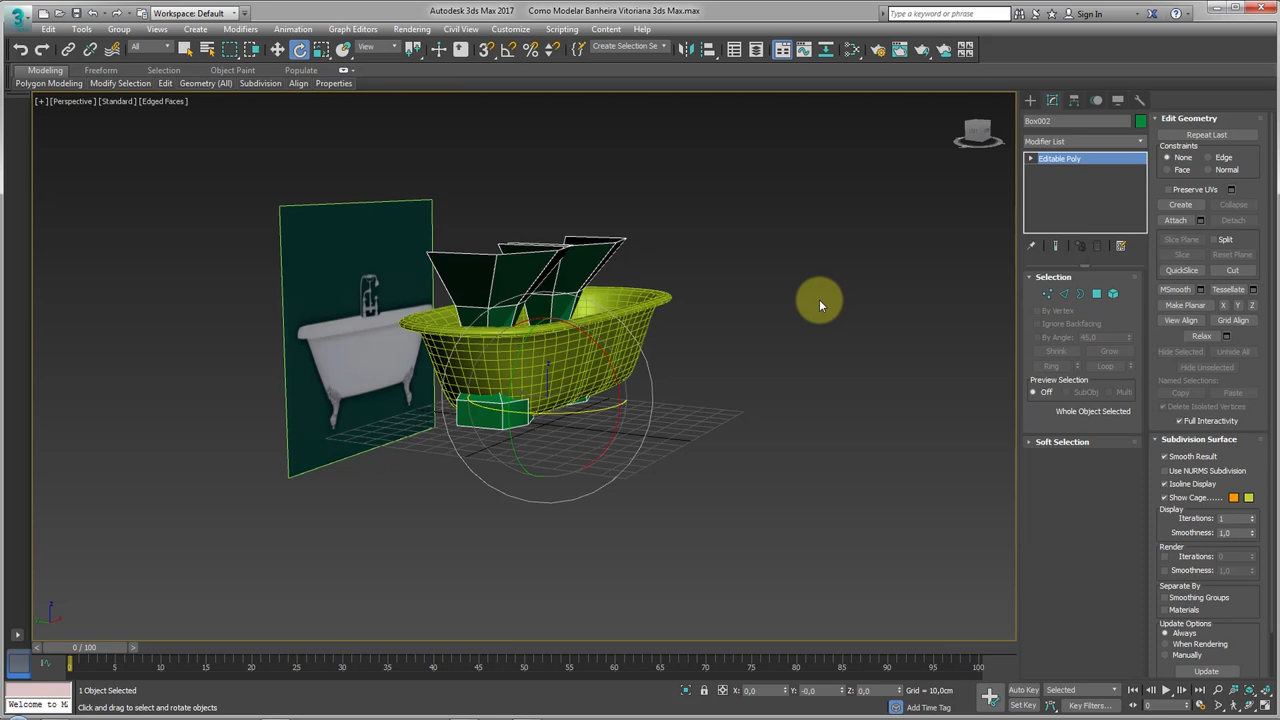 3 Workspace: Default Autodesk 3ds Max 2017 Como Modelar Banheira Vitoriana 3ds Max.max Type a keyword or phrase Sign In
Edit Tools Group Views Create Modifiers Animation Graph Editors Rendering Civil View Customize Scripting Content Help
All View Create Selection Se
Modeling Freeform Selection Object Paint Populate
Polygon Modeling Modify Selection Edit Geometry (All) Subdivision Align Properties
[+] [Perspective] [Standard] [Edged Faces]
Box002
Modifier List
Editable Poly
Selection
By Vertex
Ignore Backfacing
By Angle: 45,0
Shrink Grow
Ring Loop
Preview Selection
Off SubObj Multi
Whole Object Selected
Soft Selection
Edit Geometry
Repeat Last
Constraints
None Edge
Face Normal
Preserve UVs
Create Collapse
Attach Detach
Slice Plane Split
Slice Reset Plane
QuickSlice Cut
MSmooth Tessellate
Make Planar X Y Z
View Align Grid Align
Relax
Hide Selected Unhide All
Hide Unselected
Named Selections:
Copy Paste
Delete Isolated Vertices
Full Interactivity
Subdivision Surface
Smooth Result
Use NURMS Subdivision
Isoline Display
Show Cage......
Display
Iterations: 1
Smoothness: 1,0
Render
Iterations: 0
Smoothness: 1,0
Separate By
Smoothing Groups
Materials
Update Options
Always
When Rendering
Manually
Update
z
< 0 / 100 >
0 5 10 15 20 25 30 35 40 45 50 55 60 65 70 75 80 85 90 95 100
1 Object Selected X: 0,0 Y: -0,0 Z: 0,0 Grid = 10,0cm Auto Key Selected
Welcome to M Click and drag to select and rotate objects Add Time Tag Set Key Key Filters... 0